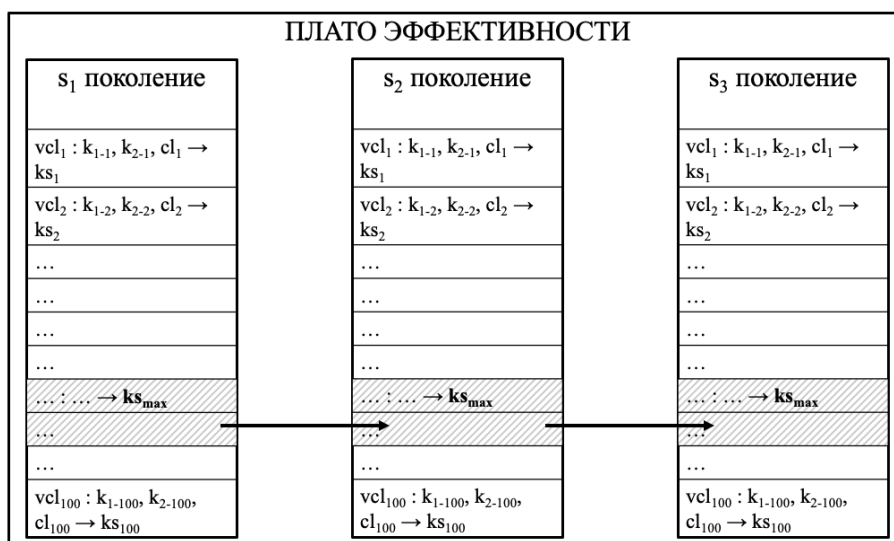 ПЛАТО ЭФФЕКТИВНОСТИ
s₁ поколение
vcl₁ : k₁₋₁, k₂₋₁, cl₁ →
ks₁
vcl₂ : k₁₋₂, k₂₋₂, cl₂ →
ks₂
…
…
…
…
… : … → ksₘₐₓ
…
…
vcl₁₀₀ : k₁₋₁₀₀, k₂₋₁₀₀,
cl₁₀₀ → ks₁₀₀
s₂ поколение
vcl₁ : k₁₋₁, k₂₋₁, cl₁ →
ks₁
vcl₂ : k₁₋₂, k₂₋₂, cl₂ →
ks₂
…
…
…
…
… : … → ksₘₐₓ
…
…
vcl₁₀₀ : k₁₋₁₀₀, k₂₋₁₀₀,
cl₁₀₀ → ks₁₀₀
s₃ поколение
vcl₁ : k₁₋₁, k₂₋₁, cl₁ →
ks₁
vcl₂ : k₁₋₂, k₂₋₂, cl₂ →
ks₂
…
…
…
…
… : … → ksₘₐₓ
…
…
vcl₁₀₀ : k₁₋₁₀₀, k₂₋₁₀₀,
cl₁₀₀ → ks₁₀₀